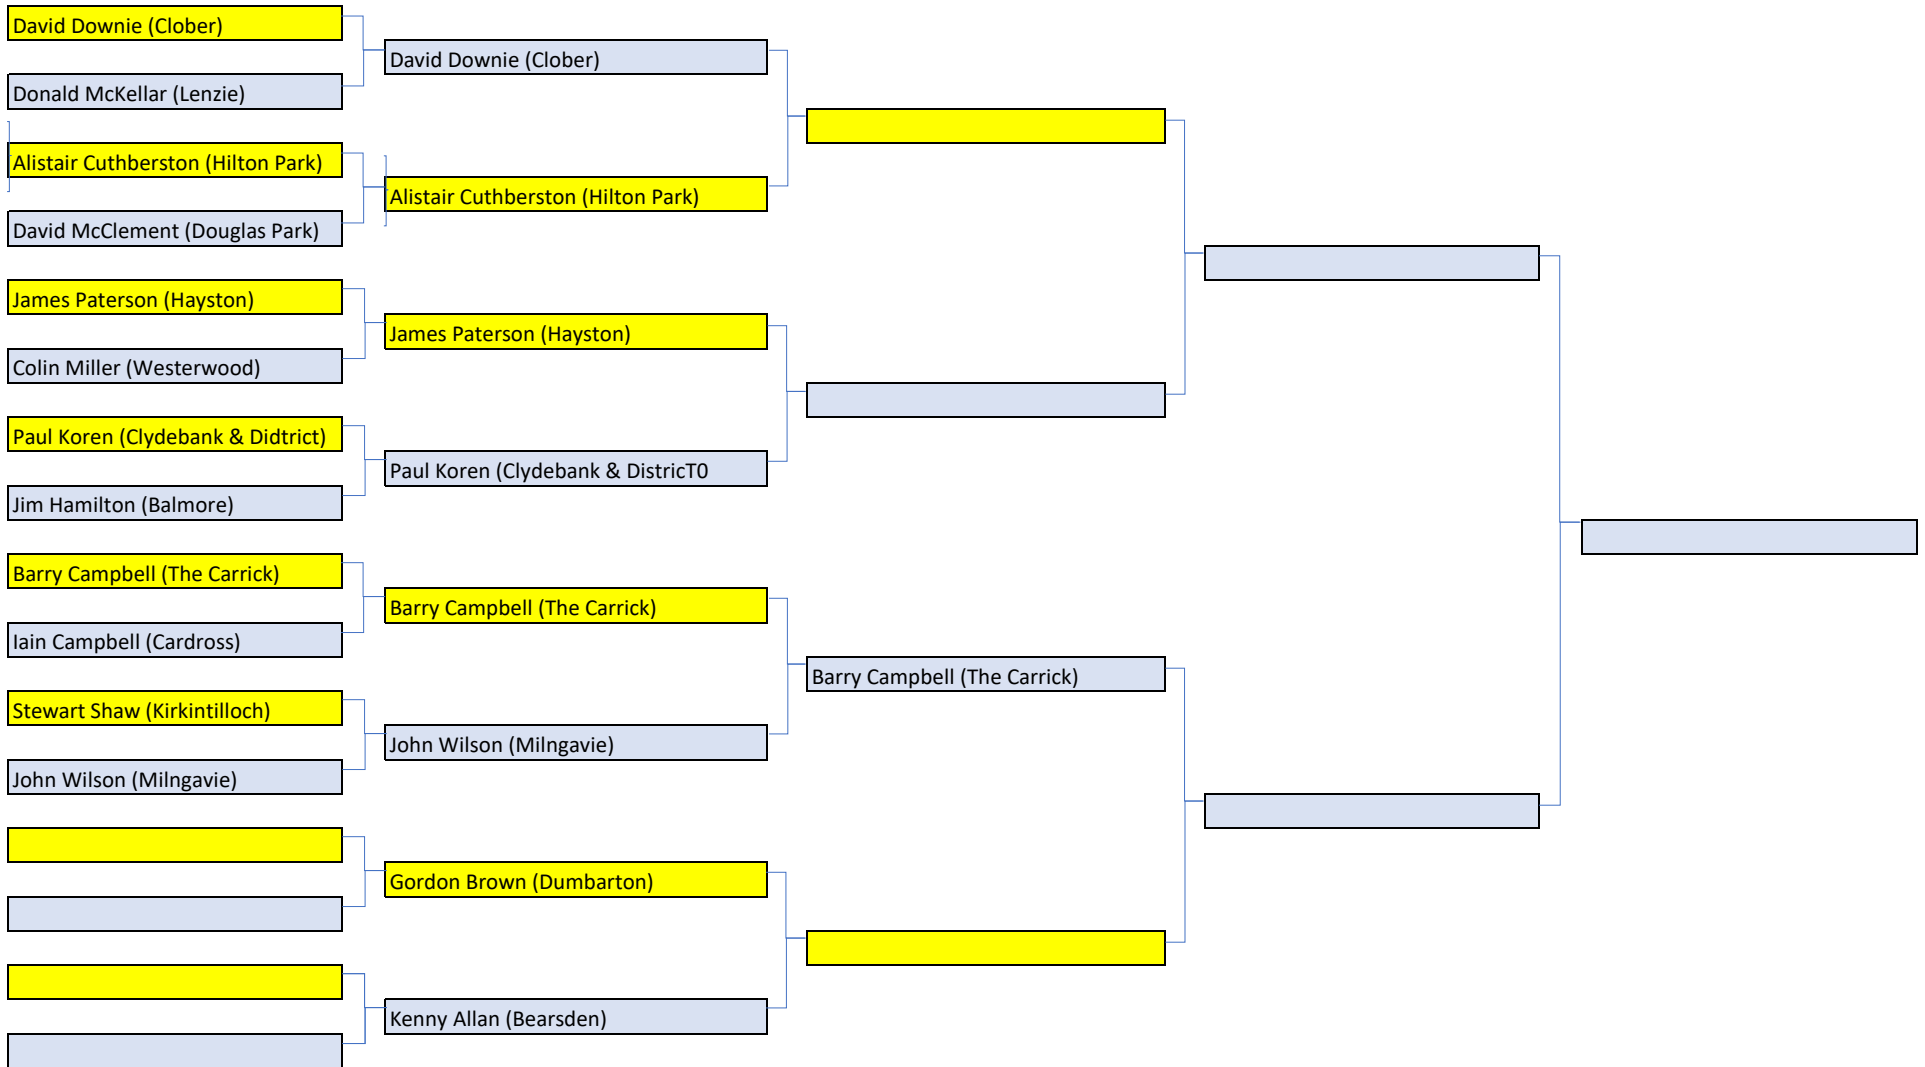 David Downie (Clober)
Donald McKellar (Lenzie)
Alistair Cuthberston (Hilton Park)
David McClement (Douglas Park)
James Paterson (Hayston)
Colin Miller (Westerwood)
Paul Koren (Clydebank & Didtrict)
Jim Hamilton (Balmore)
Barry Campbell (The Carrick)
Iain Campbell (Cardross)
Stewart Shaw (Kirkintilloch)
John Wilson (Milngavie)
David Downie (Clober)
Alistair Cuthberston (Hilton Park)
James Paterson (Hayston)
Paul Koren (Clydebank & DistricT0
Barry Campbell (The Carrick)
John Wilson (Milngavie)
Gordon Brown (Dumbarton)
Kenny Allan (Bearsden)
Barry Campbell (The Carrick)